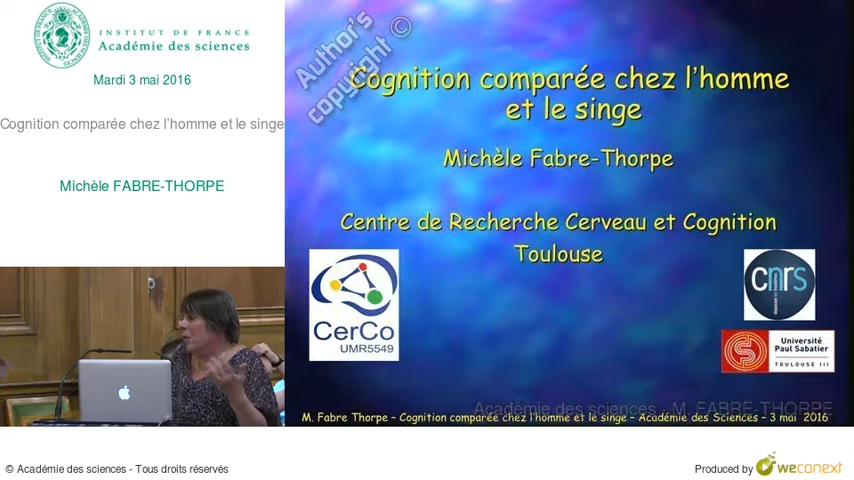 INSTITUT DE FRANCE
Académie des sciences
Mardi 3 mai 2016
Cognition comparée chez l'homme et le singe
Michèle FABRE-THORPE
Author's
copyright ©
Cognition comparée chez l'homme
et le singe
Michèle Fabre-Thorpe
Centre de Recherche Cerveau et Cognition
Toulouse
CerCo
UMR5549
cnrs
Université
Paul Sabatier
TOULOUSE III
Académie des sciences - M. FABRE-THORPE
M. Fabre Thorpe – Cognition comparée chez l'homme et le singe – Académie des Sciences – 3 mai 2016
© Académie des sciences - Tous droits réservés
Produced by weconext